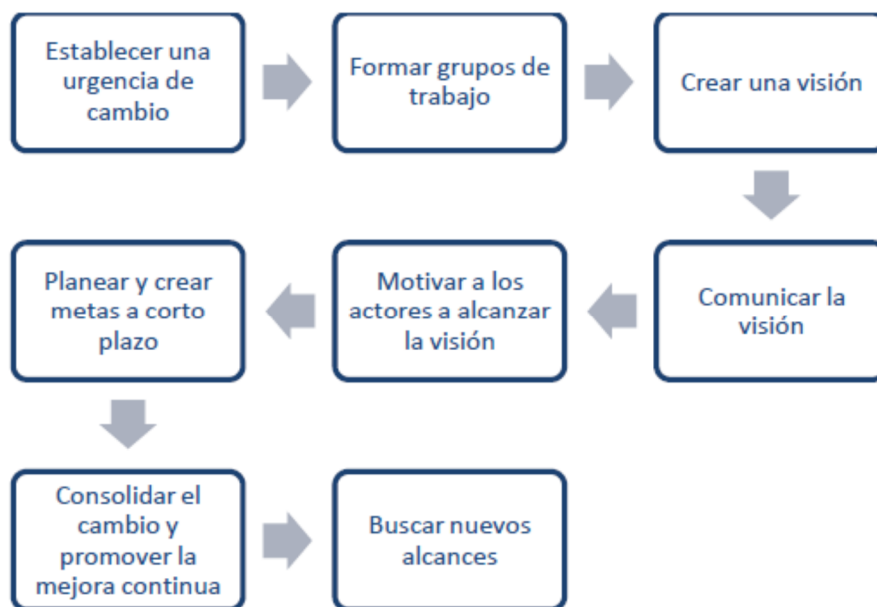 Establecer una
urgencia de
cambio
Formar grupos de
trabajo
Crear una visión
Comunicar la
visión
Motivar a los
actores a alcanzar
la visión
Planear y crear
metas a corto
plazo
Consolidar el
cambio y
promover la
mejora continua
Buscar nuevos
alcances